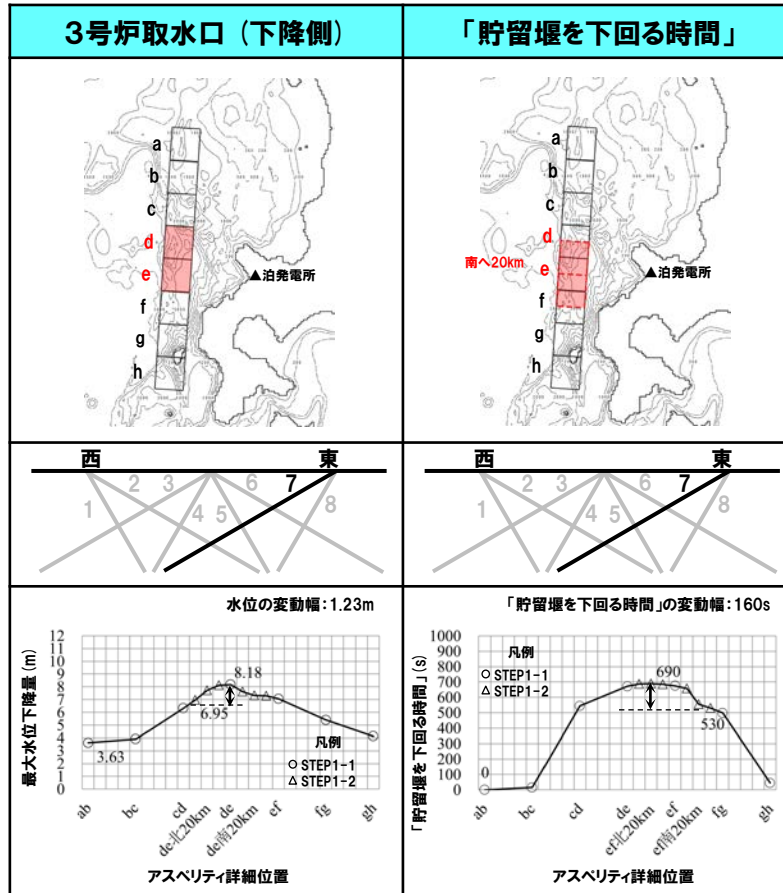 3号炉取水口（下降側）
「貯留堰を下回る時間」
a
b
c
d
e
f
g
h
▲泊発電所
a
b
c
d
南へ20km
e
f
g
h
▲泊発電所
西
東
1
2
3
4
5
6
7
8
西
東
1
2
3
4
5
6
7
8
水位の変動幅：1.23m
最大水位下降量(m)
12
11
10
9
8
7
6
5
4
3
2
1
0
8.18
6.95
3.63
凡例
○ STEP1-1
△ STEP1-2
ab
bc
cd
de-北20km
de
de南20km
ef
fg
gh
アスペリティ詳細位置
「貯留堰を下回る時間」の変動幅：160s
「貯留堰を下回る時間」(s)
1000
900
800
700
600
500
400
300
200
100
0
凡例
○ STEP1-1
△ STEP1-2
690
530
0
ab
bc
cd
de
ef-北20km
ef
ef南20km
fg
gh
アスペリティ詳細位置